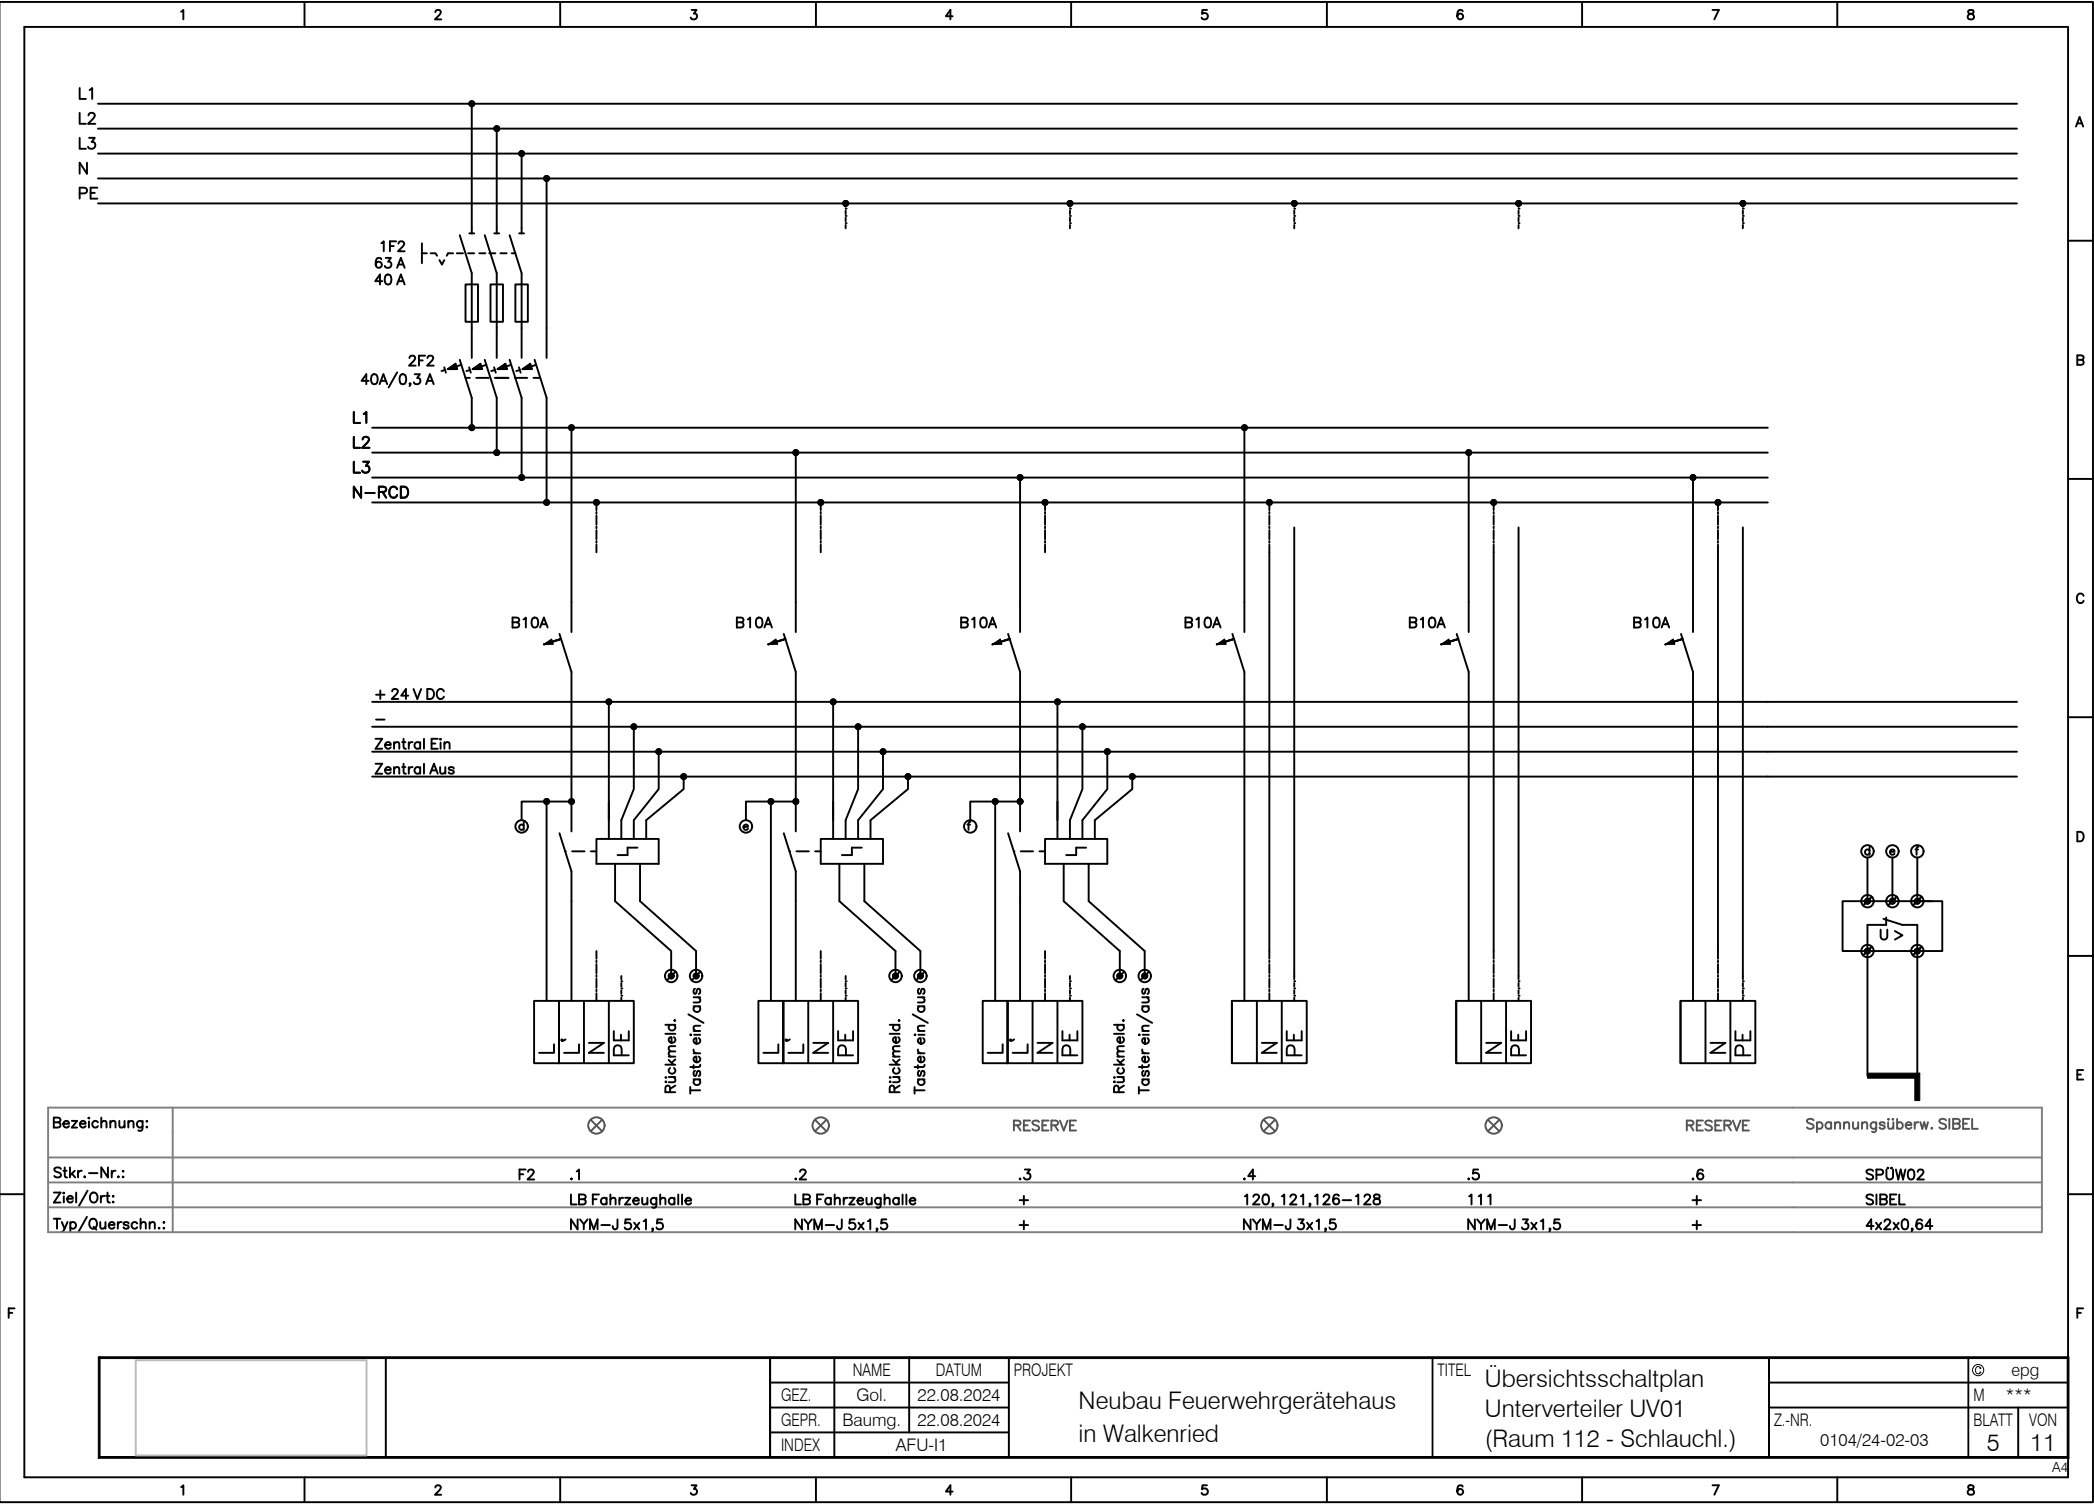 1 2 3 4 5 6 7 8
L1
L2
L3
N
PE
A
1F2
63 A
40 A
B
2F2
40A/0,3 A
L1
L2
L3
N-RCD
C
B10A B10A B10A B10A B10A B10A
+ 24 V DC
-
Zentral Ein
Zentral Aus
D
d e f
d e f
U >
L L' N PE L L' N PE L L' N PE N PE N PE N PE
Rückmeld. Taster ein/aus Rückmeld. Taster ein/aus Rückmeld. Taster ein/aus
E
Bezeichnung: RESERVE RESERVE Spannungsüberw. SIBEL
Stkr.-Nr.: F2 .1 .2 .3 .4 .5 .6 SPÜW02
Ziel/Ort: LB Fahrzeughalle LB Fahrzeughalle + 120, 121,126-128 111 + SIBEL
Typ/Querschn.: NYM-J 5x1,5 NYM-J 5x1,5 + NYM-J 3x1,5 NYM-J 3x1,5 + 4x2x0,64
F F
NAME DATUM
GEZ. Gol. 22.08.2024
GEPR. Baumg. 22.08.2024
INDEX AFU-I1
PROJEKT
Neubau Feuerwehrgerätehaus
in Walkenried
TITEL Übersichtsschaltplan
Unterverteiler UV01
(Raum 112 - Schlauchl.)
Z.-NR.
0104/24-02-03
© epg
M ***
BLATT VON
5 11
A4
1 2 3 4 5 6 7 8